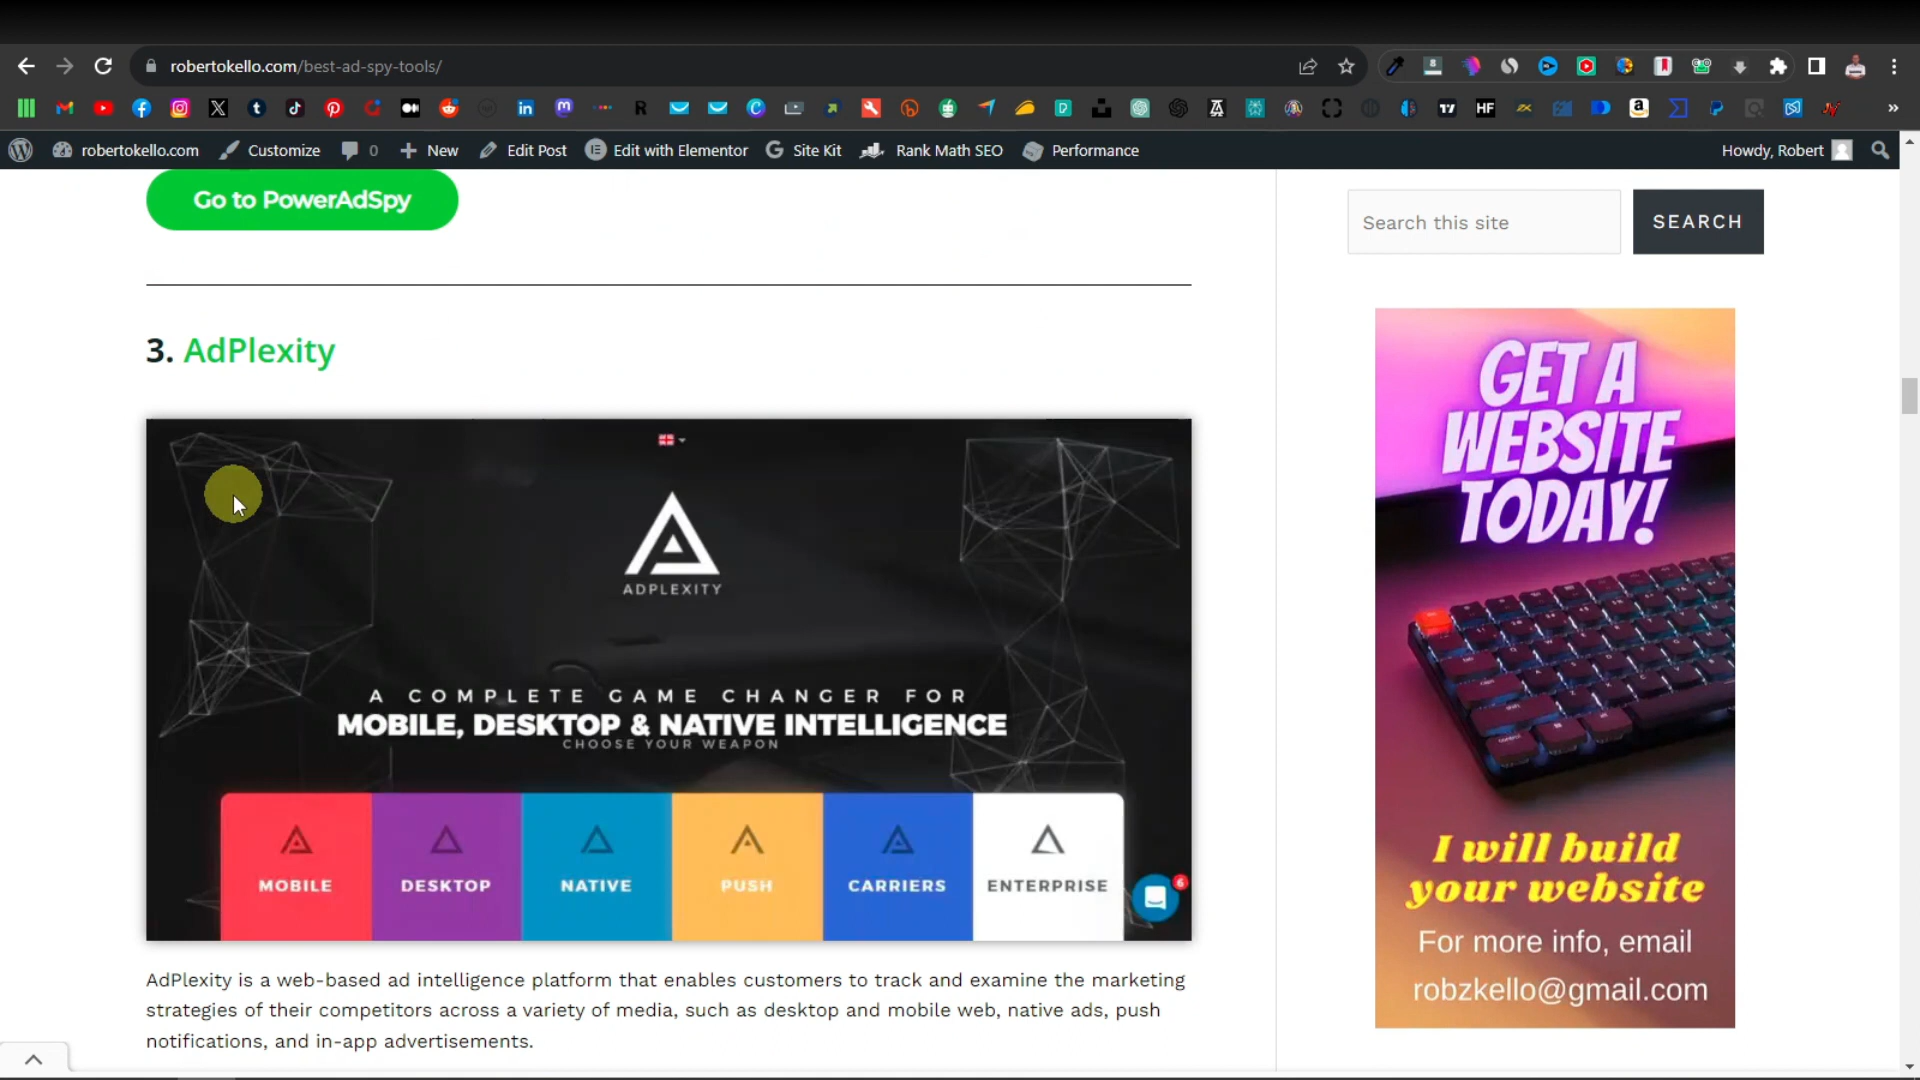 robertokello.com/best-ad-spy-tools/
robertokello.com Customize 0 New Edit Post Edit with Elementor Site Kit Rank Math SEO Performance Howdy, Robert
Go to PowerAdSpy
Search this site SEARCH
3. AdPlexity
ADPLEXITY
A COMPLETE GAME CHANGER FOR
MOBILE, DESKTOP & NATIVE INTELLIGENCE
CHOOSE YOUR WEAPON
MOBILE DESKTOP NATIVE PUSH CARRIERS ENTERPRISE
6
AdPlexity is a web-based ad intelligence platform that enables customers to track and examine the marketing
strategies of their competitors across a variety of media, such as desktop and mobile web, native ads, push
notifications, and in-app advertisements.
GET A
WEBSITE
TODAY!
I will build
your website
For more info, email
robzkello@gmail.com